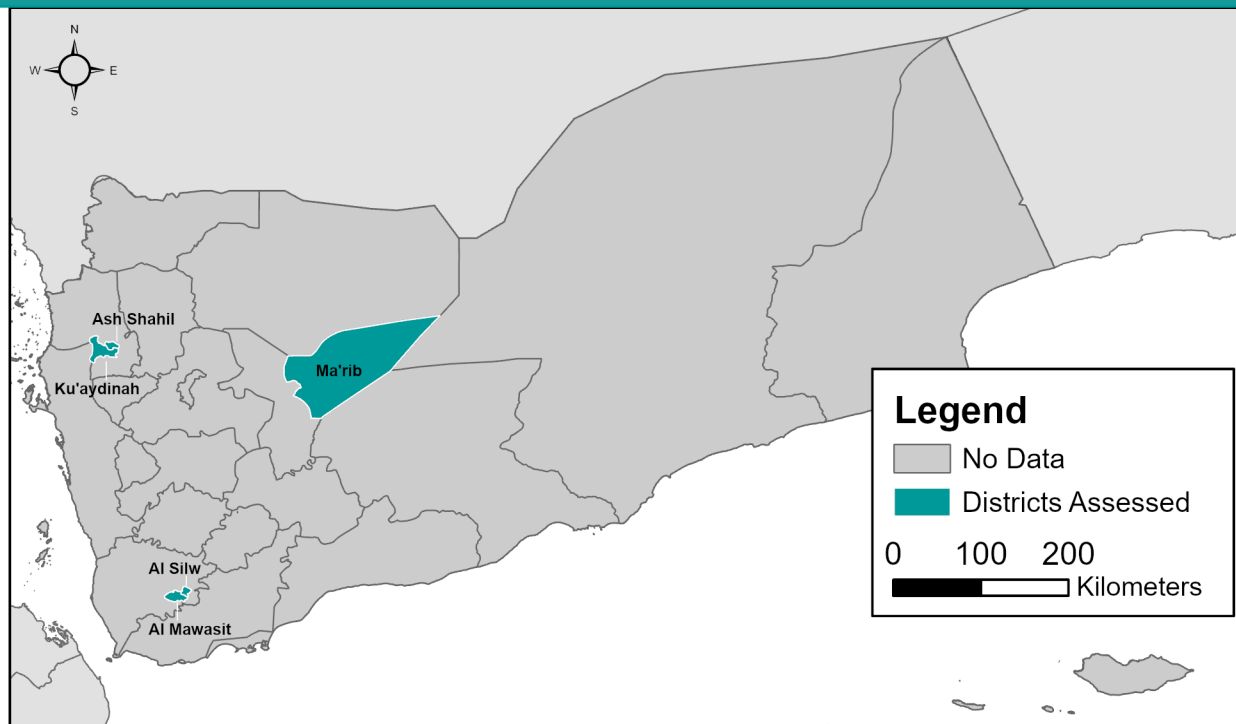 N
W E
S
Ash Shahil
Ku'aydinah
Ma'rib
Al Silw
Al Mawasit
Legend
No Data
Districts Assessed
0 100 200
Kilometers